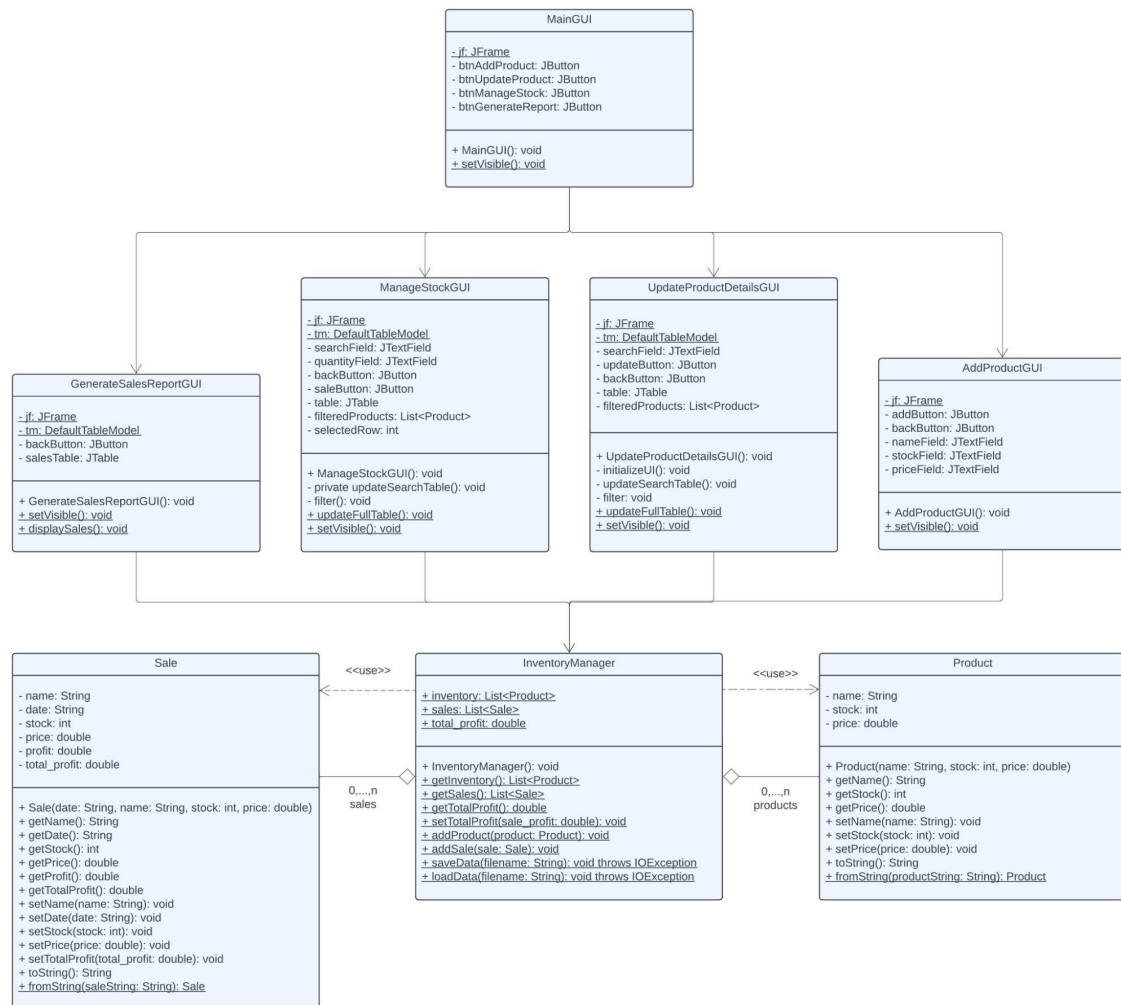 MainGUI
- jf: JFrame
- btnAddProduct: JButton
- btnUpdateProduct: JButton
- btnManageStock: JButton
- btnGenerateReport: JButton
+ MainGUI(): void
+ setVisible(): void
GenerateSalesReportGUI
- jf: JFrame
- tm: DefaultTableModel
- backButton: JButton
- salesTable: JTable
+ GenerateSalesReportGUI(): void
+ setVisible(): void
+ displaySales(): void
ManageStockGUI
- jf: JFrame
- tm: DefaultTableModel
- searchField: JTextField
- quantityField: JTextField
- backButton: JButton
- saleButton: JButton
- table: JTable
- filteredProducts: List<Product>
- selectedRow: int
+ ManageStockGUI(): void
- private updateSearchTable(): void
- filter(): void
+ updateFullTable(): void
+ setVisible(): void
UpdateProductDetailsGUI
- jf: JFrame
- tm: DefaultTableModel
- searchField: JTextField
- updateButton: JButton
- backButton: JButton
- table: JTable
- filteredProducts: List<Product>
+ UpdateProductDetailsGUI(): void
- initializeUI(): void
- updateSearchTable(): void
- filter: void
+ updateFullTable(): void
+ setVisible(): void
AddProductGUI
- jf: JFrame
- addButton: JButton
- backButton: JButton
- nameField: JTextField
- stockField: JTextField
- priceField: JTextField
+ AddProductGUI(): void
+ setVisible(): void
Sale
- name: String
- date: String
- stock: int
- price: double
- profit: double
- total_profit: double
+ Sale(date: String, name: String, stock: int, price: double)
+ getName(): String
+ getDate(): String
+ getStock(): int
+ getPrice(): double
+ getProfit(): double
+ getTotalProfit(): double
+ setName(name: String): void
+ setDate(date: String): void
+ setStock(stock: int): void
+ setPrice(price: double): void
+ setTotalProfit(total_profit: double): void
+ toString(): String
+ fromString(saleString: String): Sale
<<use>>
0,...,n
sales
InventoryManager
+ inventory: List<Product>
+ sales: List<Sale>
+ total_profit: double
+ InventoryManager(): void
+ getInventory(): List<Product>
+ getSales(): List<Sale>
+ getTotalProfit(): double
+ setTotalProfit(sale_profit: double): void
+ addProduct(product: Product): void
+ addSale(sale: Sale): void
+ saveData(filename: String): void throws IOException
+ loadData(filename: String): void throws IOException
<<use>>
0,...,n
products
Product
- name: String
- stock: int
- price: double
+ Product(name: String, stock: int, price: double)
+ getName(): String
+ getStock(): int
+ getPrice(): double
+ setName(name: String): void
+ setStock(stock: int): void
+ setPrice(price: double): void
+ toString(): String
+ fromString(productString: String): Product